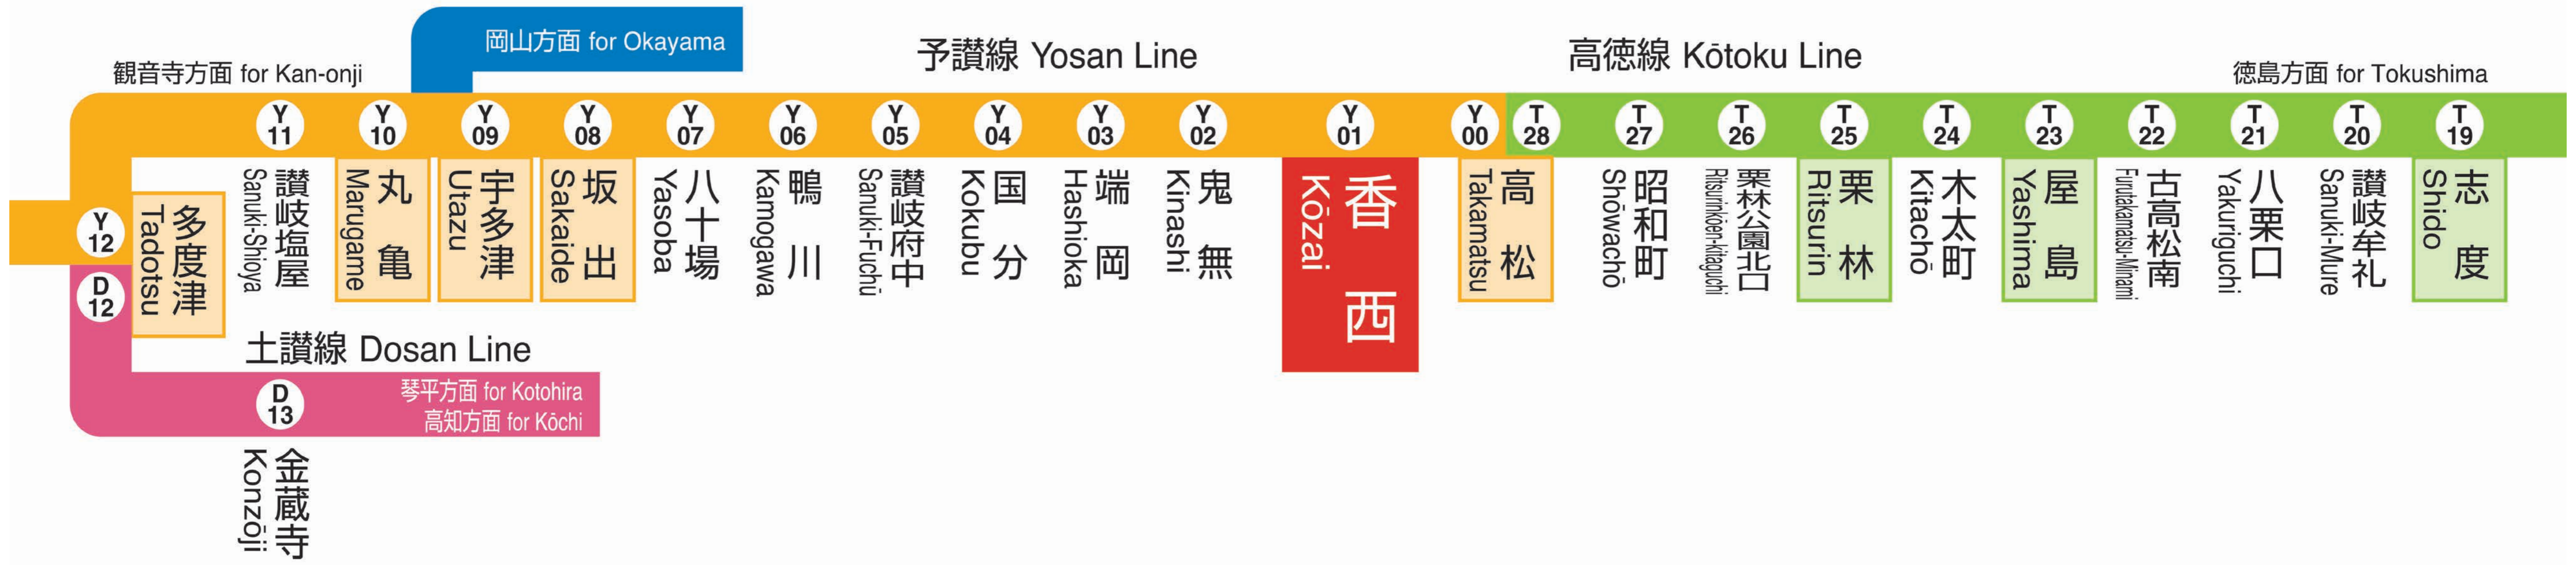 岡山方面 for Okayama
予讃線 Yosan Line
高徳線 Kōtoku Line
観音寺方面 for Kan-onji
徳島方面 for Tokushima
Y 12
D 12
多度津
Tadotsu
Y 11
讃岐塩屋
Sanuki-Shioya
Y 10
丸亀
Marugame
Y 09
宇多津
Utazu
Y 08
坂出
Sakaide
Y 07
八十場
Yasoba
Y 06
鴨川
Kamogawa
Y 05
讃岐府中
Sanuki-Fuchū
Y 04
国分
Kokubu
Y 03
端岡
Hashioka
Y 02
鬼無
Kinashi
Y 01
香西
Kōzai
Y 00
T 28
高松
Takamatsu
T 27
昭和町
Shōwachō
T 26
栗林公園北口
Ritsurinkōen-kitaguchi
T 25
栗林
Ritsurin
T 24
木太町
Kitachō
T 23
屋島
Yashima
T 22
古高松南
Furutakamatsu-Minami
T 21
八栗口
Yakuriguchi
T 20
讃岐牟礼
Sanuki-Mure
T 19
志度
Shido
土讃線 Dosan Line
琴平方面 for Kotohira
高知方面 for Kōchi
D 13
金蔵寺
Konzōji